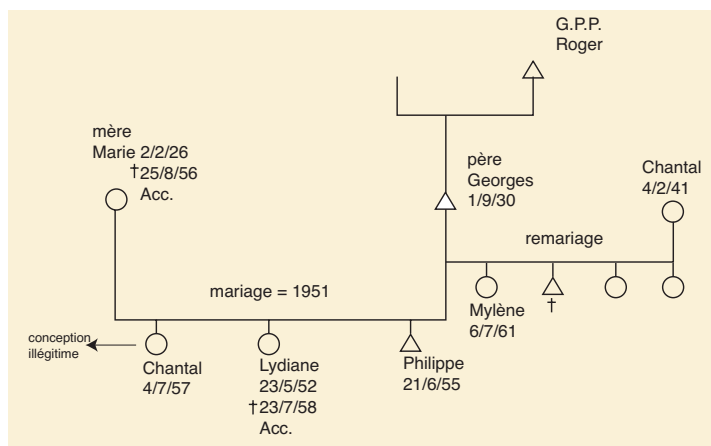 G.P.P.
Roger
mère
Marie 2/2/26
†25/8/56
Acc.
père
Georges
1/9/30
Chantal
4/2/41
remariage
mariage = 1951
Mylène
6/7/61
†
conception
illégitime
Chantal
4/7/57
Lydiane
23/5/52
†23/7/58
Acc.
Philippe
21/6/55